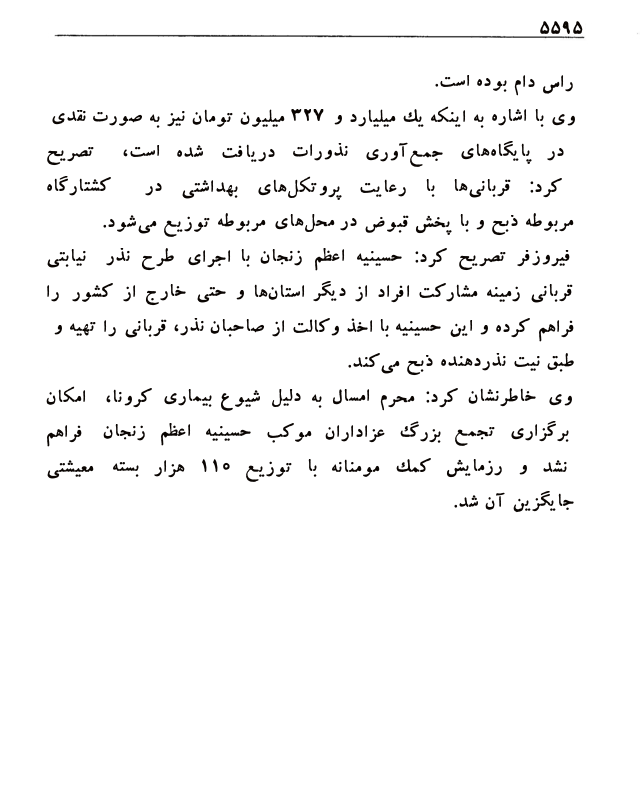 ۵۵۹۵
راس دام بوده است.
وی با اشاره به اینکه یك میلیارد و ۳۲۷ میلیون تومان نیز به صورت نقدی
در پایگاه‌های جمع‌آوری نذورات دریافت شده است، تصریح
کرد: قربانی‌ها با رعایت پروتکل‌های بهداشتی در کشتارگاه
مربوطه ذبح و با پخش قبوض در محل‌های مربوطه توزیع می‌شود.
فیروزفر تصریح کرد: حسینیه اعظم زنجان با اجرای طرح نذر نیابتی
قربانی زمینه مشارکت افراد از دیگر استان‌ها و حتی خارج از کشور را
فراهم کرده و این حسینیه با اخذ وکالت از صاحبان نذر، قربانی را تهیه و
طبق نیت نذردهنده ذبح می‌کند.
وی خاطرنشان کرد: محرم امسال به دلیل شیوع بیماری کرونا، امکان
برگزاری تجمع بزرگ عزاداران موکب حسینیه اعظم زنجان فراهم
نشد و رزمایش کمك مومنانه با توزیع ۱۱۰ هزار بسته معیشتی
جایگزین آن شد.